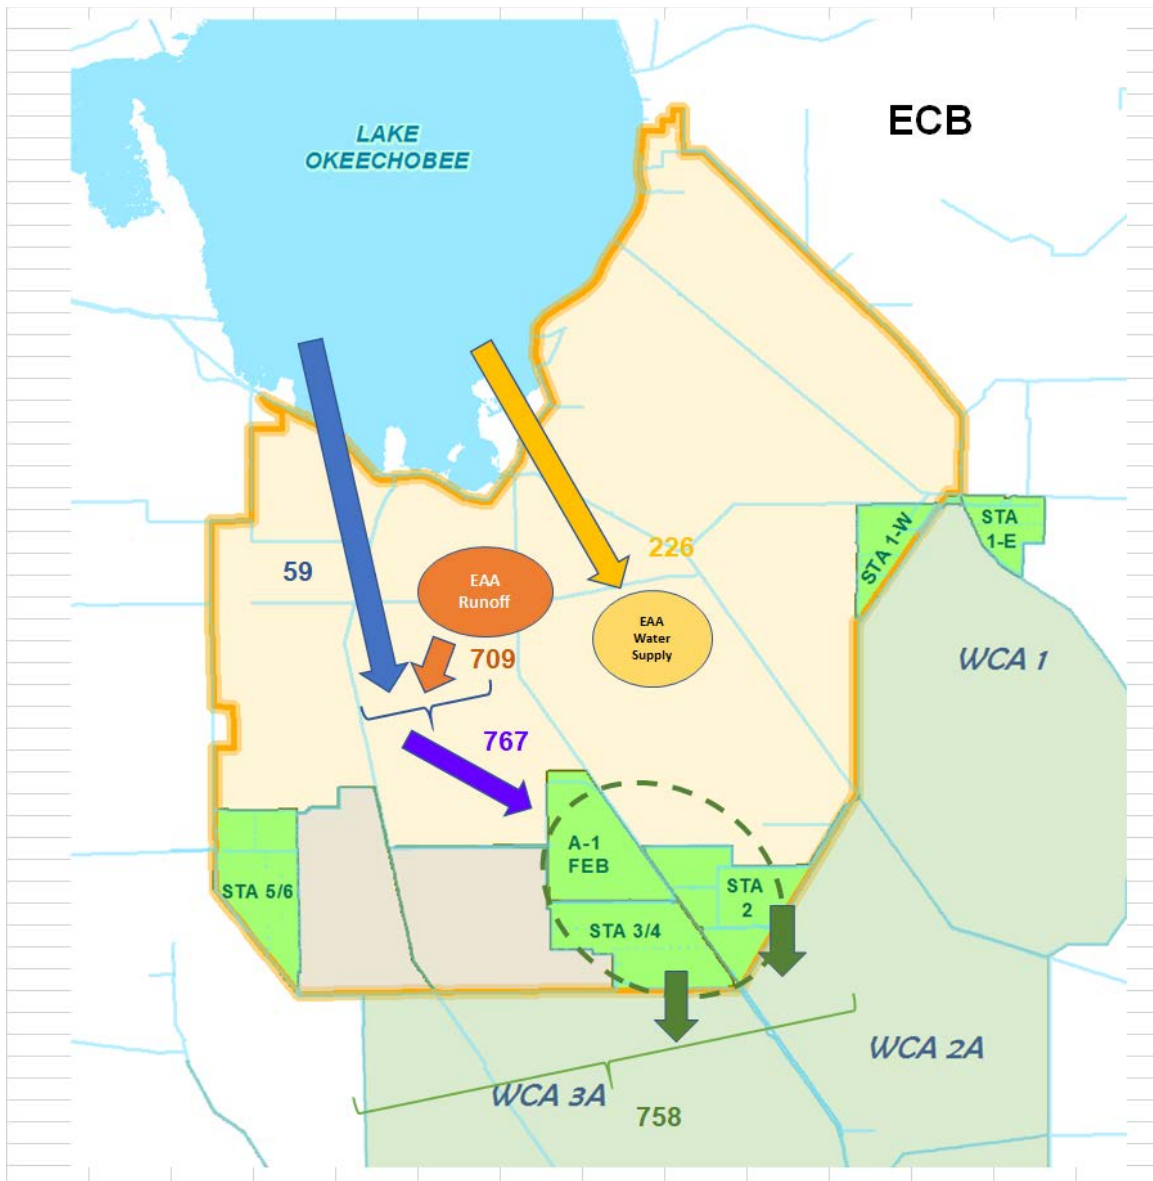 ECB
LAKE
OKEECHOBEE
STA 1-W
STA
1-E
226
59
EAA
Runoff
EAA
Water
Supply
709
WCA 1
767
A-1
FEB
STA 5/6
STA
2
STA 3/4
WCA 2A
WCA 3A
758